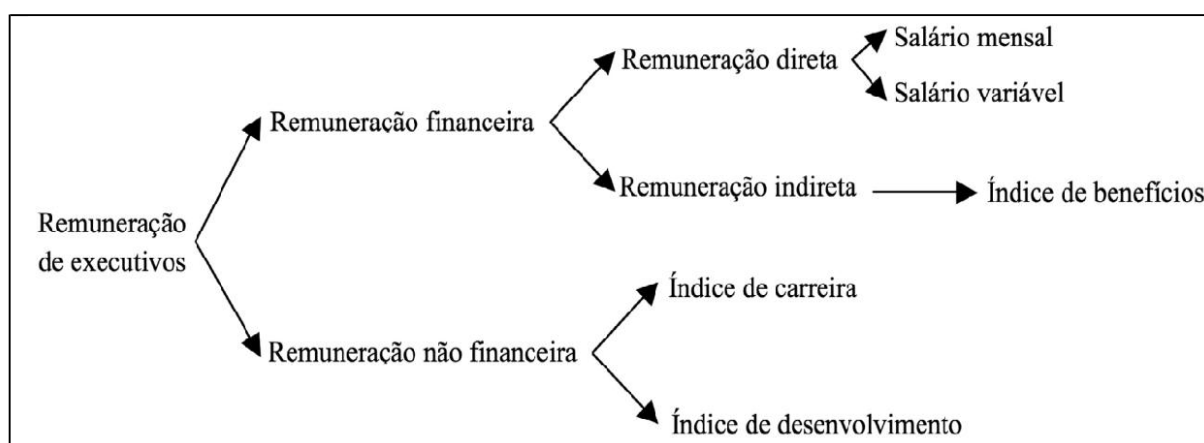 Remuneração
de executivos
Remuneração financeira
Remuneração direta
Salário mensal
Salário variável
Remuneração indireta
Índice de benefícios
Remuneração não financeira
Índice de carreira
Índice de desenvolvimento